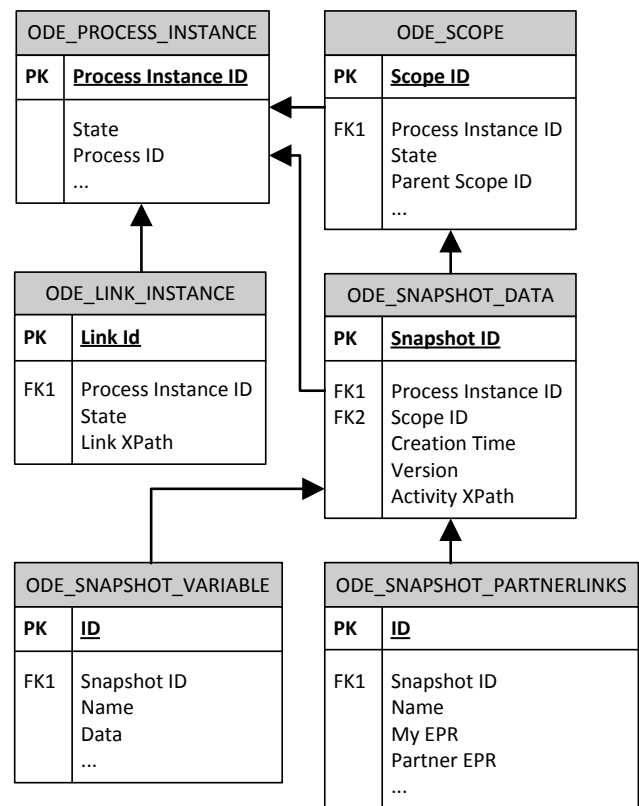 ODE_PROCESS_INSTANCE
PK Process Instance ID
State
Process ID
...
ODE_SCOPE
PK Scope ID
FK1 Process Instance ID
State
Parent Scope ID
...
ODE_LINK_INSTANCE
PK Link Id
FK1 Process Instance ID
State
Link XPath
ODE_SNAPSHOT_DATA
PK Snapshot ID
FK1 Process Instance ID
FK2 Scope ID
Creation Time
Version
Activity XPath
ODE_SNAPSHOT_VARIABLE
PK ID
FK1 Snapshot ID
Name
Data
...
ODE_SNAPSHOT_PARTNERLINKS
PK ID
FK1 Snapshot ID
Name
My EPR
Partner EPR
...